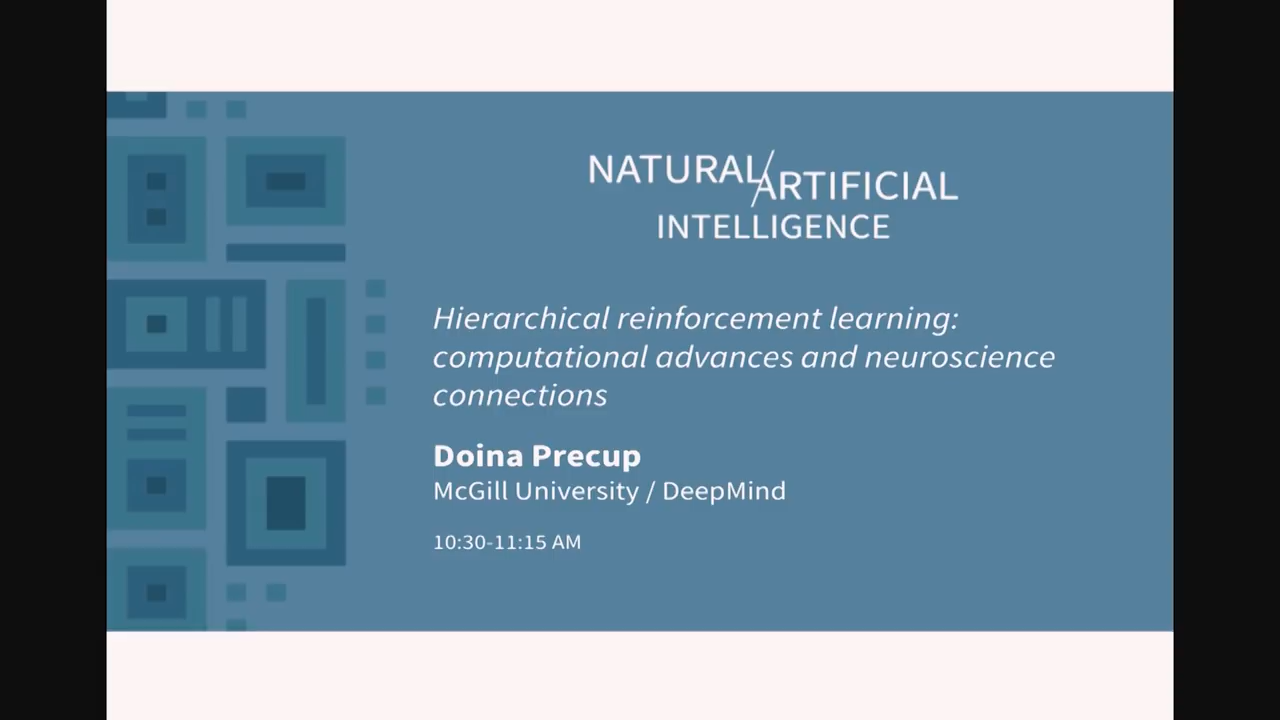 NATURAL/ARTIFICIAL
INTELLIGENCE
Hierarchical reinforcement learning:
computational advances and neuroscience
connections
Doina Precup
McGill University / DeepMind
10:30-11:15 AM